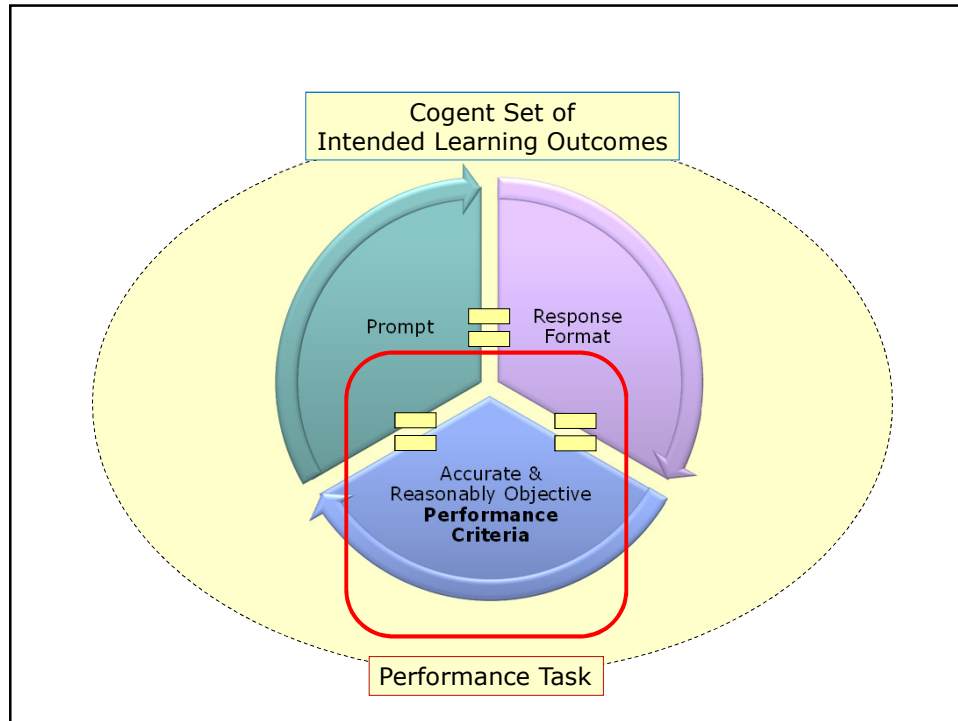 Cogent Set of
Intended Learning Outcomes
Prompt
Response
Format
Accurate &
Reasonably Objective
Performance
Criteria
Performance Task